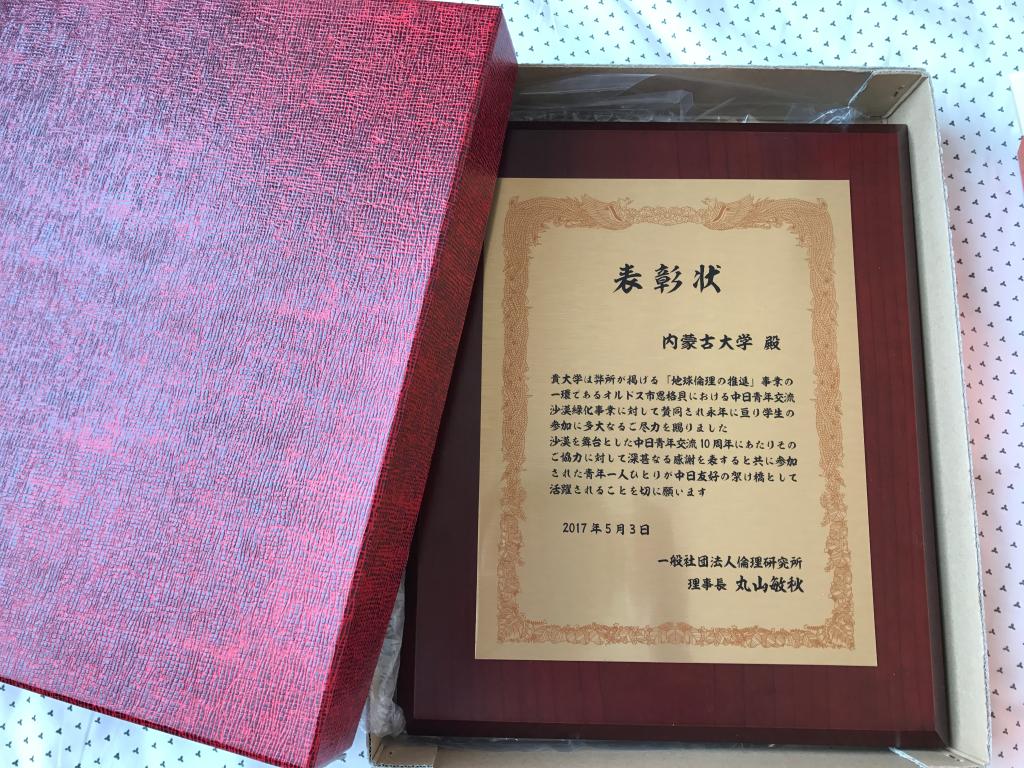 表彰状
内蒙古大学 殿
貴大学は弊所が掲げる「地球倫理の推進」事業の
一環であるオルドス市恩格貝における中日青年交流
沙漠緑化事業に対して賛同され永年に亘り学生の
参加に多大なるご尽力を賜りました
沙漠を舞台とした中日青年交流10周年にあたりその
ご協力に対して深甚なる感謝を表すると共に参加
された青年一人ひとりが中日友好の架け橋として
活躍されることを切に願います
2017年5月3日
一般社団法人倫理研究所
理事長 丸山敏秋